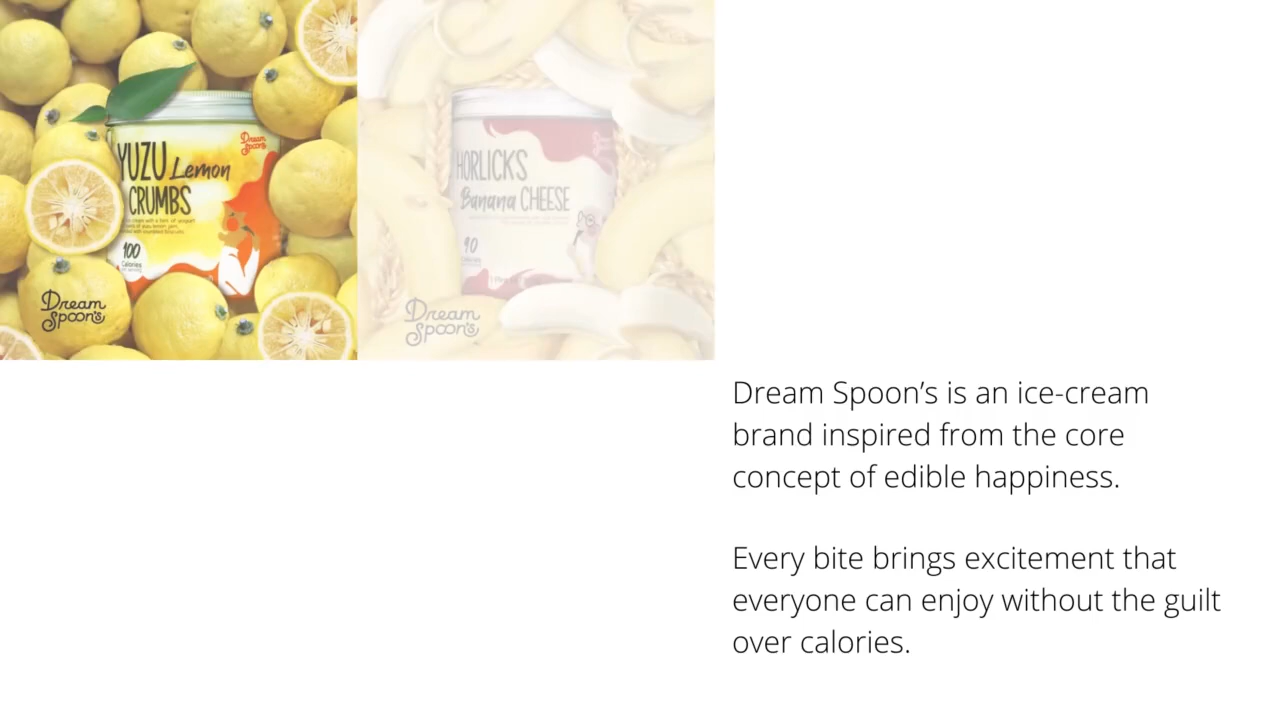 YUZU Lemon
CRUMBS
100
Calories
Dream
Spoon's
Dream
Spoon's
HORLICKS
Banana CHEESE
90
Dream
Spoon's
Dream Spoon’s is an ice-cream
brand inspired from the core
concept of edible happiness.
Every bite brings excitement that
everyone can enjoy without the guilt
over calories.